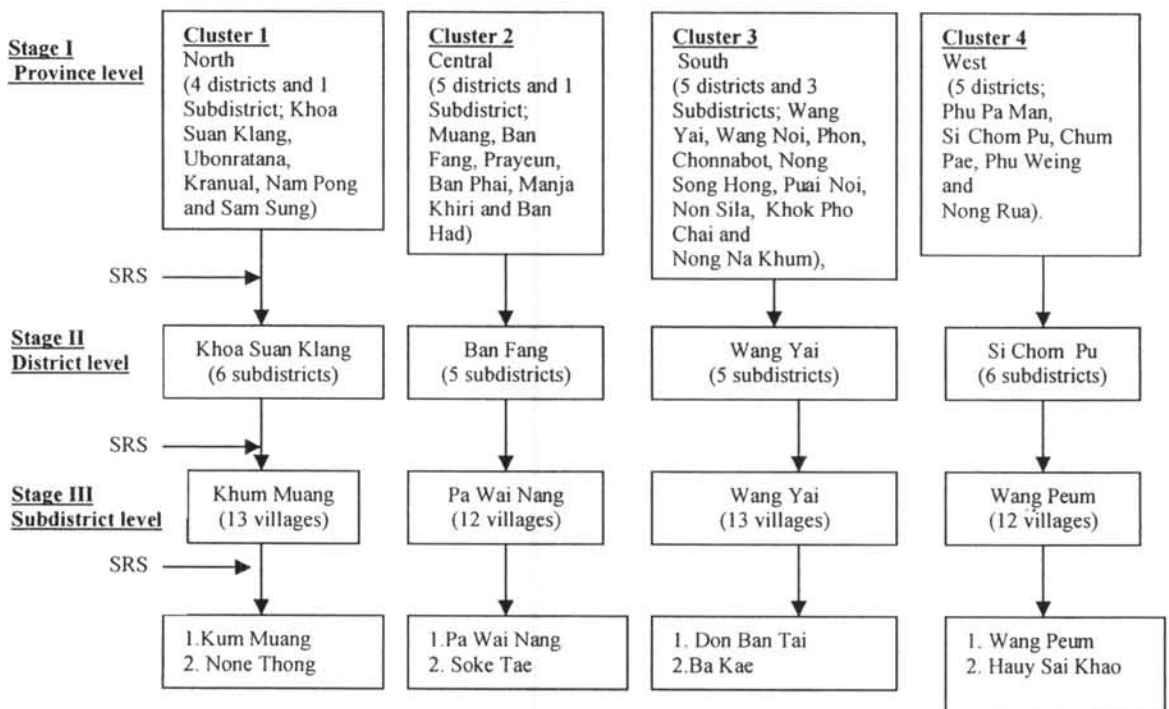 Stage I
Province level
Cluster 1
North
(4 districts and 1
Subdistrict; Khoa
Suan Klang,
Ubonratana,
Kranual, Nam Pong
and Sam Sung)
Cluster 2
Central
(5 districts and 1
Subdistrict;
Muang, Ban
Fang, Prayeun,
Ban Phai, Manja
Khiri and Ban
Had)
Cluster 3
South
(5 districts and 3
Subdistricts; Wang
Yai, Wang Noi, Phon,
Chonnabot, Nong
Song Hong, Puai Noi,
Non Sila, Khok Pho
Chai and
Nong Na Khum),
Cluster 4
West
(5 districts;
Phu Pa Man,
Si Chom Pu, Chum
Pae, Phu Weing
and
Nong Rua).
SRS
Stage II
District level
Khoa Suan Klang
(6 subdistricts)
Ban Fang
(5 subdistricts)
Wang Yai
(5 subdistricts)
Si Chom Pu
(6 subdistricts)
SRS
Stage III
Subdistrict level
Khum Muang
(13 villages)
Pa Wai Nang
(12 villages)
Wang Yai
(13 villages)
Wang Peum
(12 villages)
SRS
1.Kum Muang
2. None Thong
1.Pa Wai Nang
2. Soke Tae
1. Don Ban Tai
2.Ba Kae
1. Wang Peum
2. Hauy Sai Khao